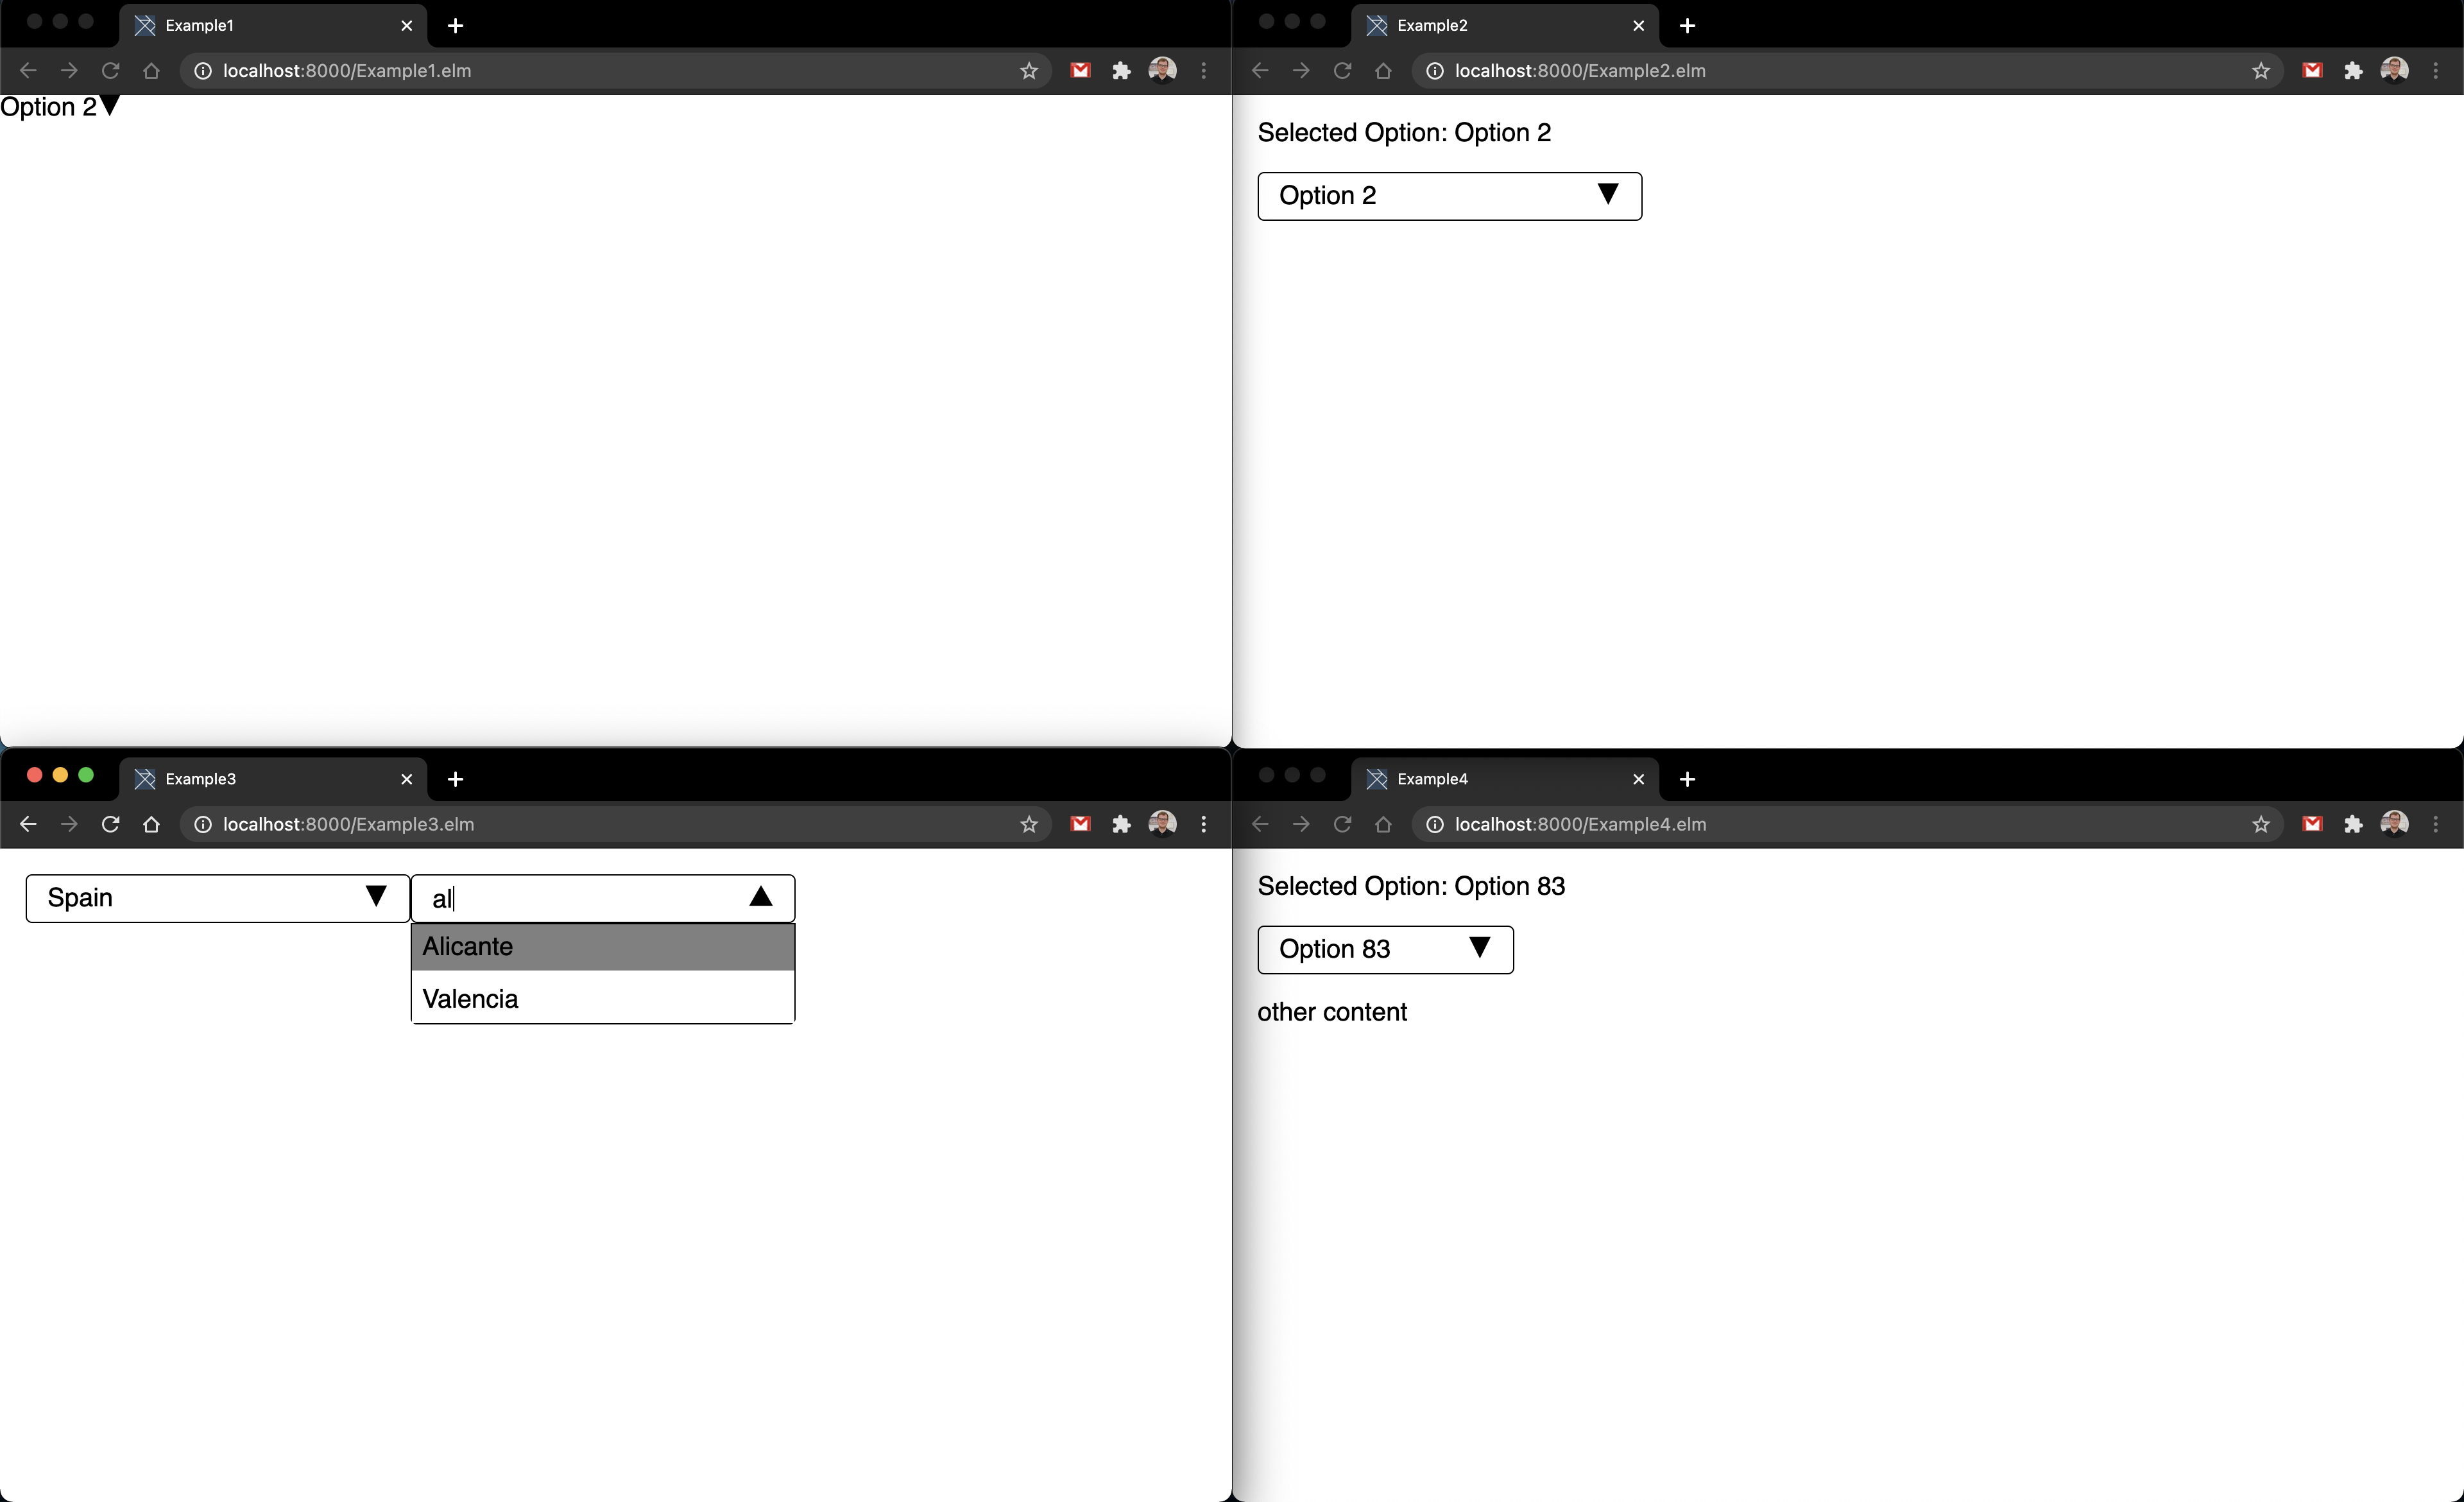 Example1
localhost:8000/Example1.elm
Option 2▼
Example2
localhost:8000/Example2.elm
Selected Option: Option 2
Option 2 ▼
Example3
localhost:8000/Example3.elm
Spain ▼
al ▲
Alicante
Valencia
Example4
localhost:8000/Example4.elm
Selected Option: Option 83
Option 83 ▼
other content